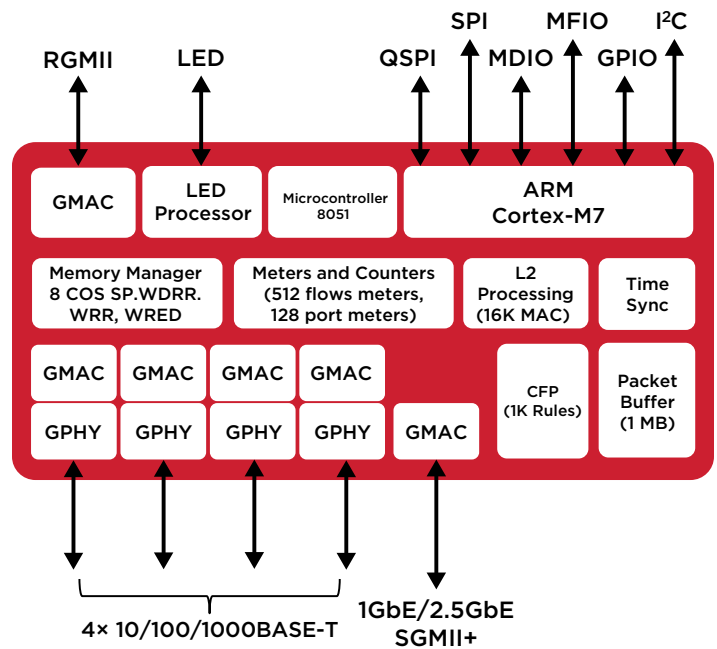 SPI
MFIO
I²C
RGMII
LED
QSPI
MDIO
GPIO
GMAC
LED
Processor
Microcontroller
8051
ARM
Cortex-M7
Memory Manager
8 COS SP.WDRR.
WRR, WRED
Meters and Counters
(512 flows meters,
128 port meters)
L2
Processing
(16K MAC)
Time
Sync
GMAC
GMAC
GMAC
GMAC
GPHY
GPHY
GPHY
GPHY
GMAC
CFP
(1K Rules)
Packet
Buffer
(1 MB)
4× 10/100/1000BASE-T
1GbE/2.5GbE
SGMII+